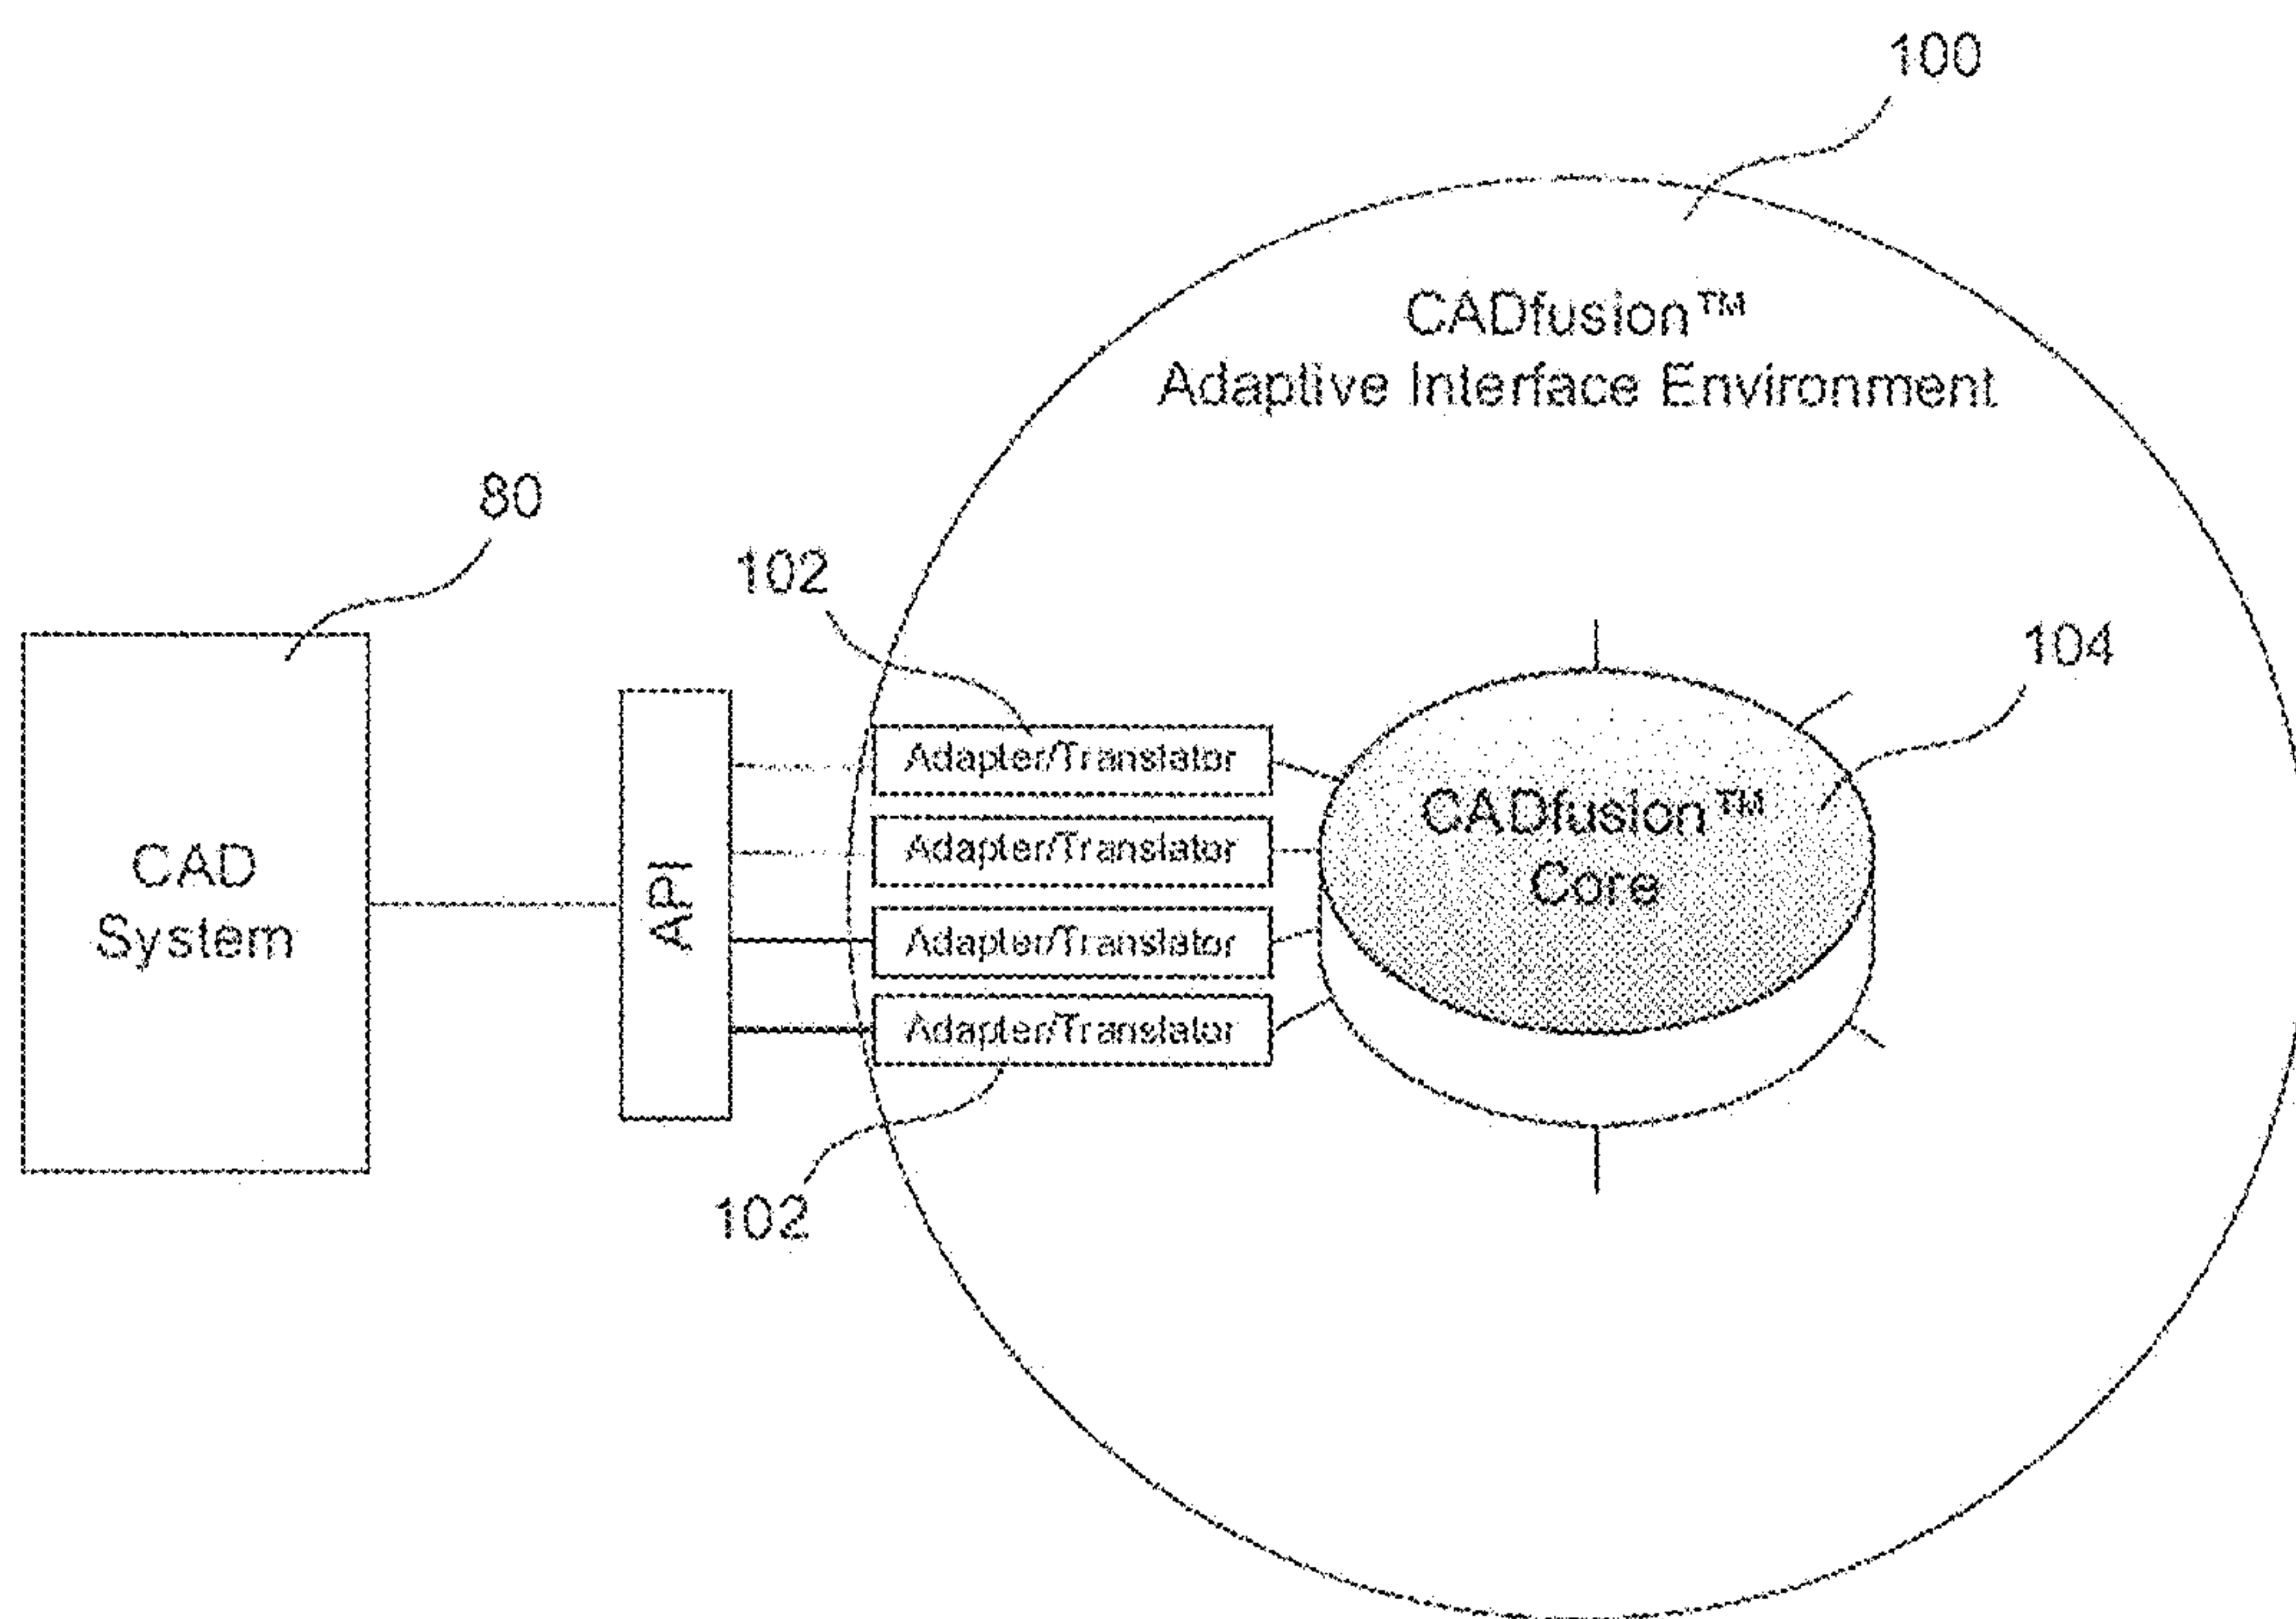 100
CADfusion™
Adaptive Interface Environment
80
102
104
Adapter/Translator
Adapter/Translator
Adapter/Translator
Adapter/Translator
CADfusion™
Core
API
CAD
System
102